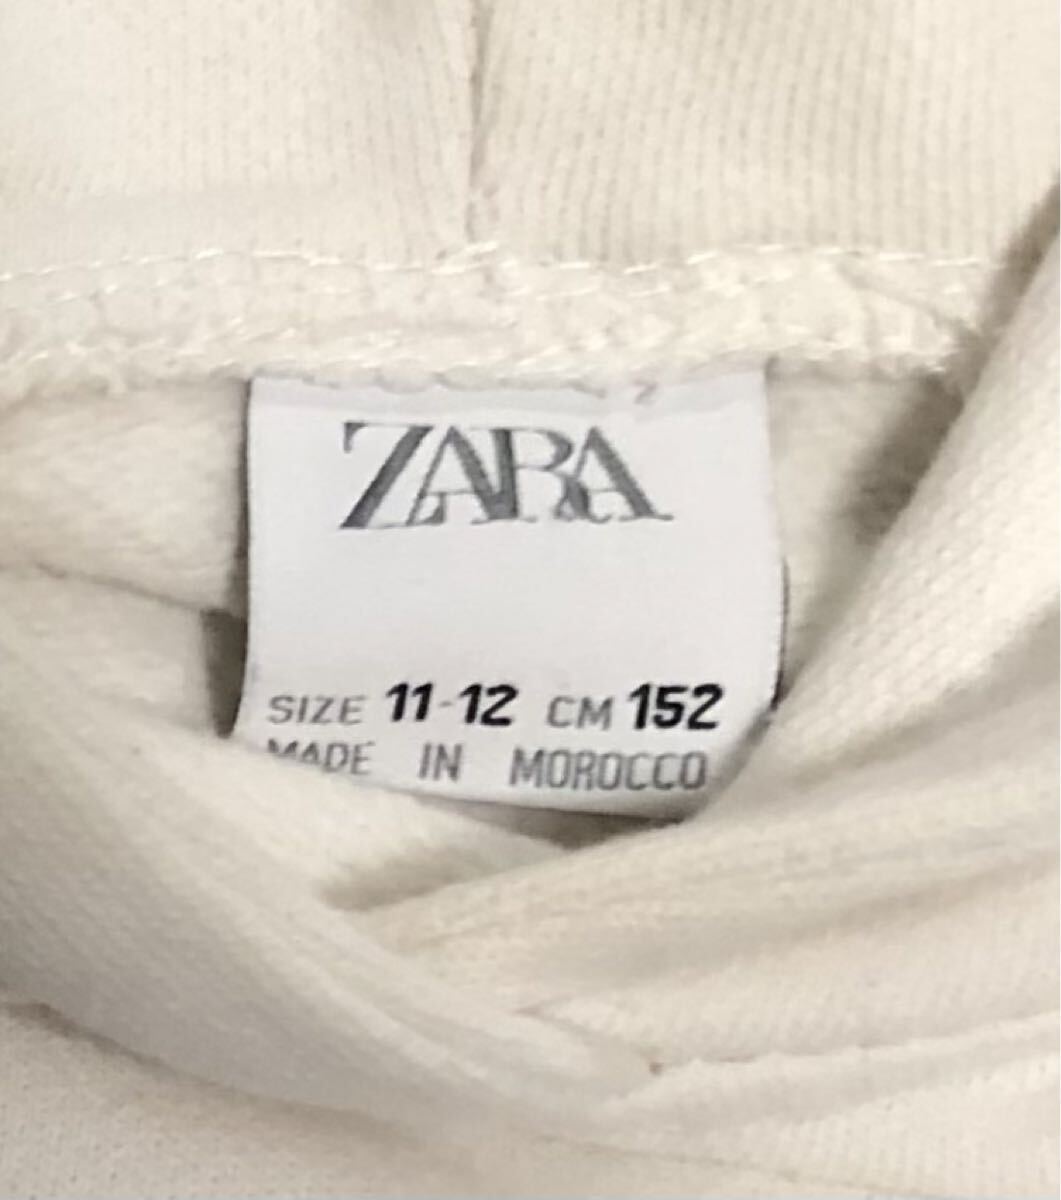 ZARA
SIZE 11-12 CM 152
MADE IN MOROCCO